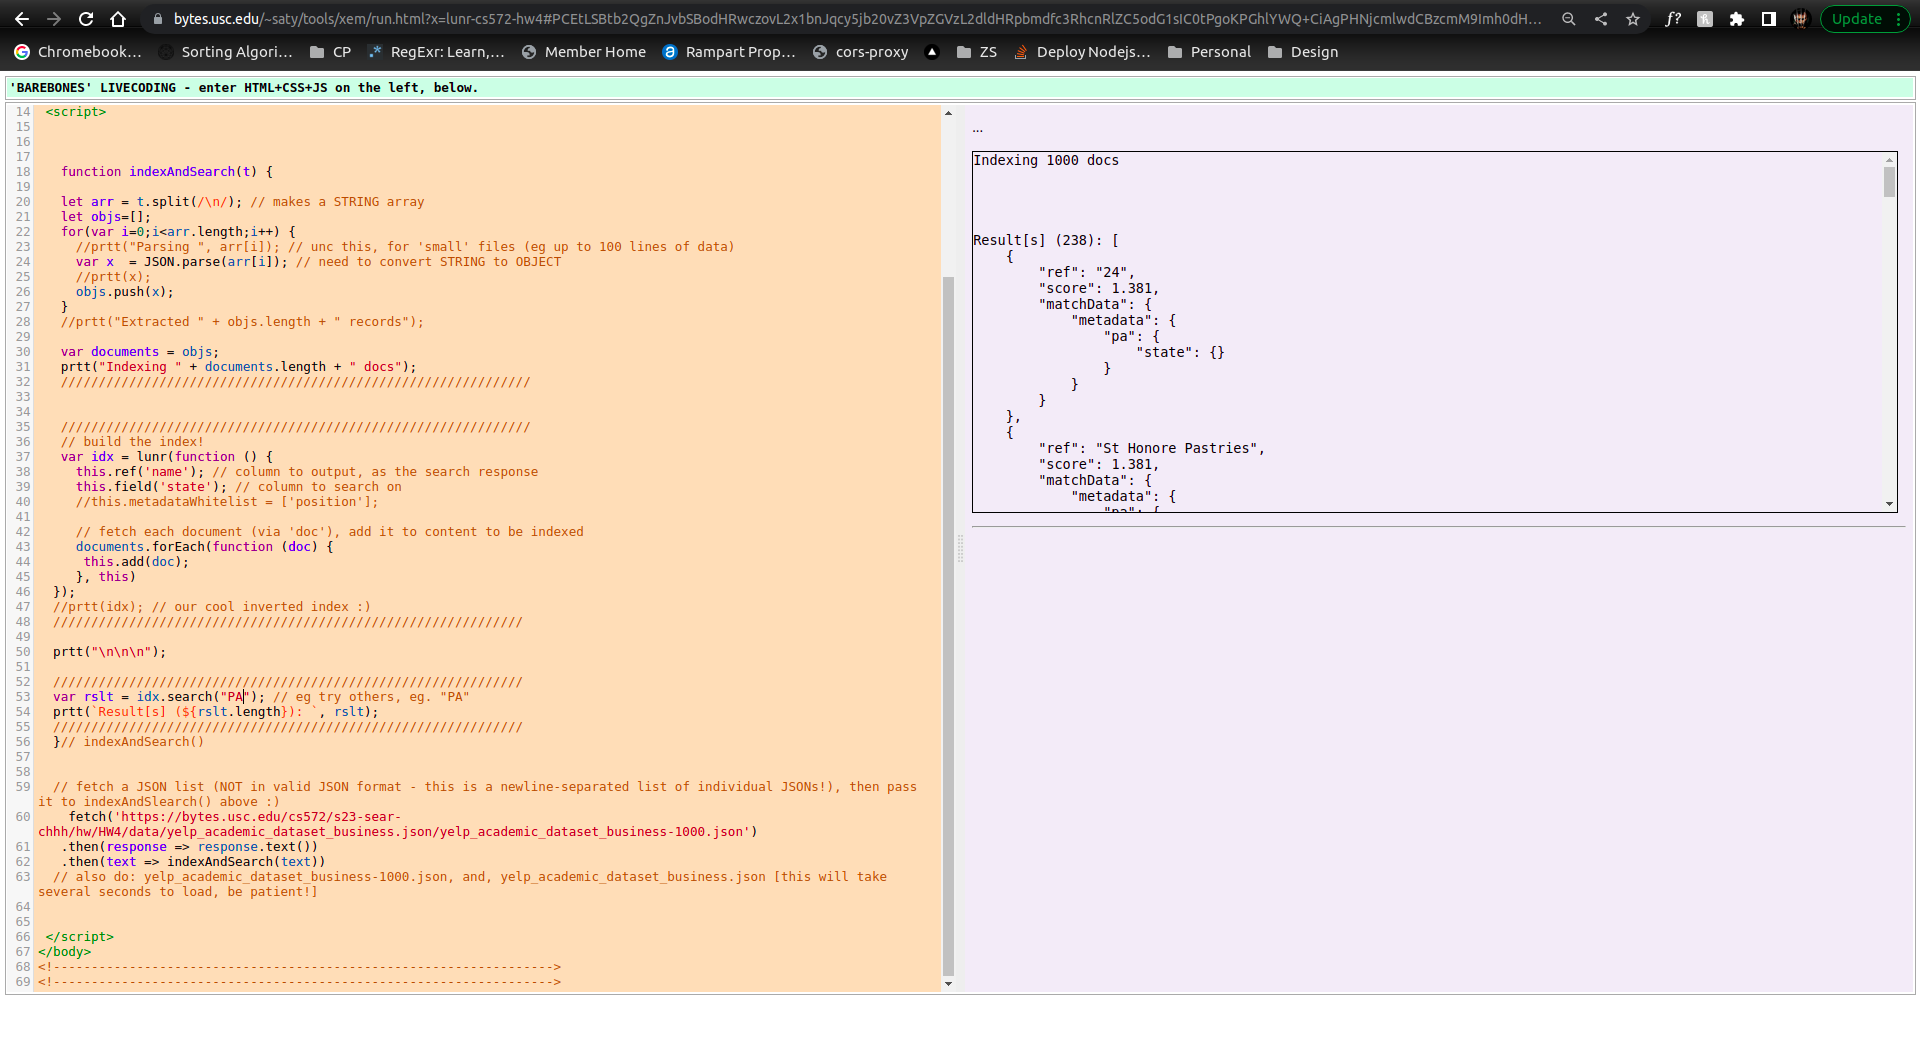 bytes.usc.edu/~saty/tools/xem/run.html?x=lunr-cs572-hw4#PCEtLSBtb2QgZnJvbSBodHRwczovL2x1bnJqcy5jb20vZ3VpZGVzL2dldHRpbmdfc3RhcnRlZC5odG1sIC0tPgoKPGhlYWQ+CiAgPHNjcmlwdCBzcmM9Imh0dH...
f?
Update
Chromebook... Sorting Algori... CP RegExr: Learn,... Member Home Rampart Prop... cors-proxy ZS Deploy Nodejs... Personal Design
'BAREBONES' LIVECODING - enter HTML+CSS+JS on the left, below.
14 <script>
15
16
17
18 function indexAndSearch(t) {
19
20 let arr = t.split(/\n/); // makes a STRING array
21 let objs=[];
22 for(var i=0;i<arr.length;i++) {
23 //prtt("Parsing ", arr[i]); // unc this, for 'small' files (eg up to 100 lines of data)
24 var x  = JSON.parse(arr[i]); // need to convert STRING to OBJECT
25 //prtt(x);
26 objs.push(x);
27 }
28 //prtt("Extracted " + objs.length + " records");
29
30 var documents = objs;
31 prtt("Indexing " + documents.length + " docs");
32 //////////////////////////////////////////////////////////////
33
34
35 //////////////////////////////////////////////////////////////
36 // build the index!
37 var idx = lunr(function () {
38 this.ref('name'); // column to output, as the search response
39 this.field('state'); // column to search on
40 //this.metadataWhitelist = ['position'];
41
42 // fetch each document (via 'doc'), add it to content to be indexed
43 documents.forEach(function (doc) {
44 this.add(doc);
45 }, this)
46 });
47 //prtt(idx); // our cool inverted index :)
48 //////////////////////////////////////////////////////////////
49
50 prtt("\n\n\n");
51
52 //////////////////////////////////////////////////////////////
53 var rslt = idx.search("PA"); // eg try others, eg. "PA"
54 prtt(`Result[s] (${rslt.length}): `, rslt);
55 //////////////////////////////////////////////////////////////
56 }// indexAndSearch()
57
58
59 // fetch a JSON list (NOT in valid JSON format - this is a newline-separated list of individual JSONs!), then pass
it to indexAndSlearch() above :)
60 fetch('https://bytes.usc.edu/cs572/s23-sear-
chhh/hw/HW4/data/yelp_academic_dataset_business.json/yelp_academic_dataset_business-1000.json')
61 .then(response => response.text())
62 .then(text => indexAndSearch(text))
63 // also do: yelp_academic_dataset_business-1000.json, and, yelp_academic_dataset_business.json [this will take
several seconds to load, be patient!]
64
65
66 </script>
67 </body>
68 <!------------------------------------------------------------------>
69 <!------------------------------------------------------------------>
...
Indexing 1000 docs
Result[s] (238): [
{
"ref": "24",
"score": 1.381,
"matchData": {
"metadata": {
"pa": {
"state": {}
}
}
}
},
{
"ref": "St Honore Pastries",
"score": 1.381,
"matchData": {
"metadata": {
"pa": {